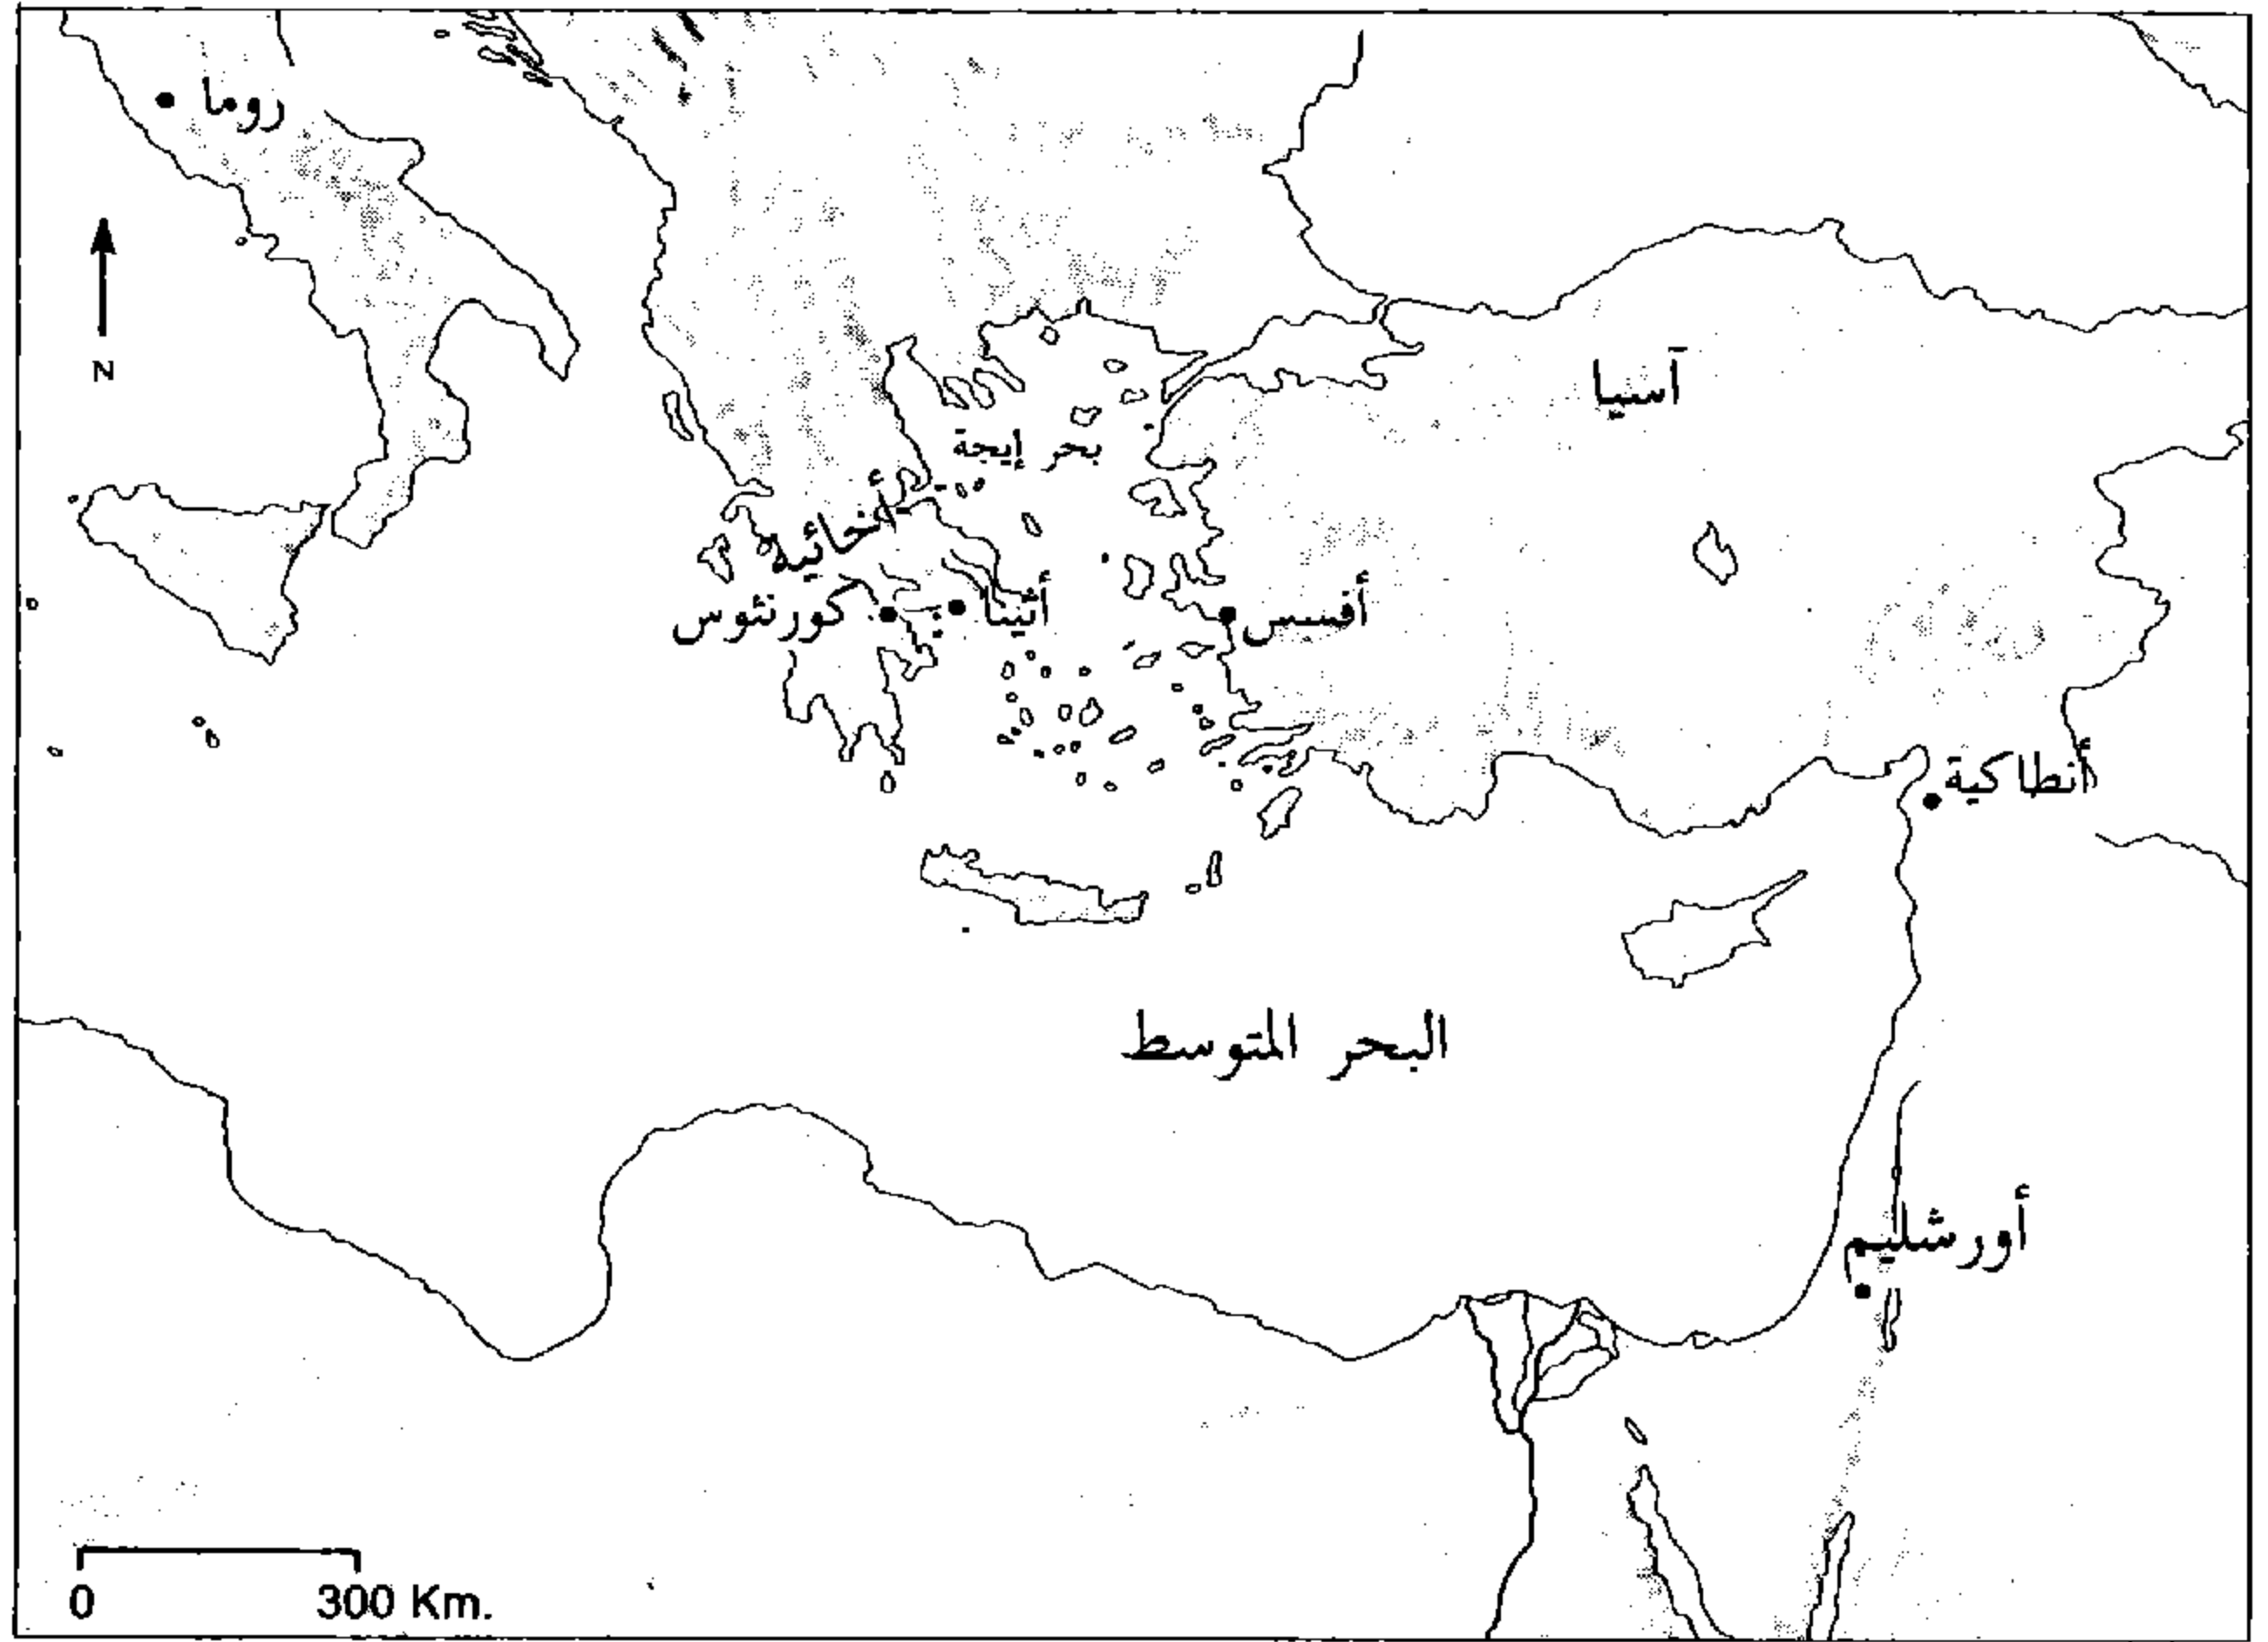 روما
N
آسيا
بحر إيجة
أخائية
كورنثوس
أثينا
أفسس
أنطاكية
البحر المتوسط
أورشليم
0 300 Km.